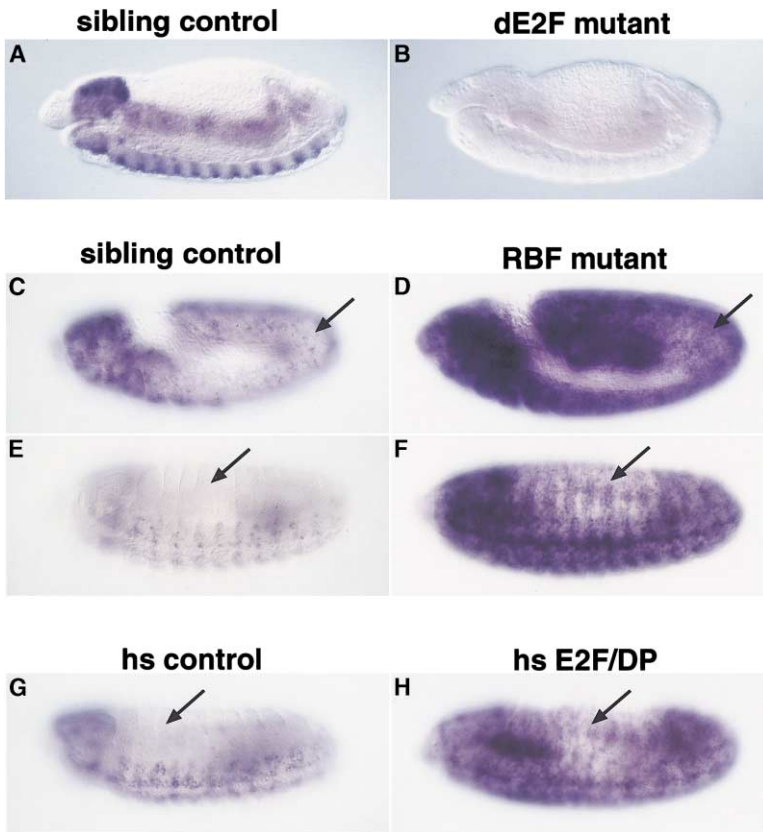 sibling control
dE2F mutant
A
B
sibling control
RBF mutant
C
D
E
F
hs control
hs E2F/DP
G
H